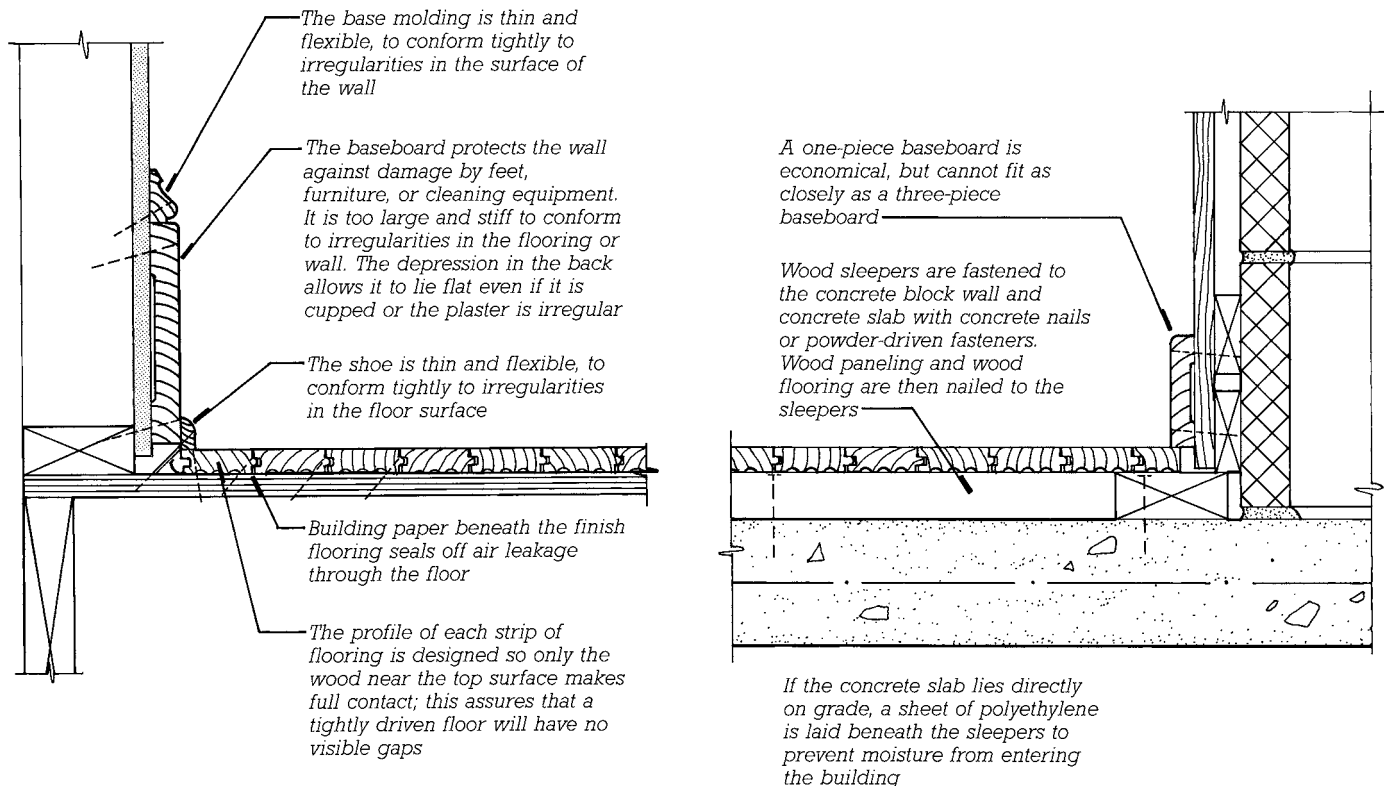 The base molding is thin and
flexible, to conform tightly to
irregularities in the surface of
the wall
The baseboard protects the wall
against damage by feet,
furniture, or cleaning equipment.
It is too large and stiff to conform
to irregularities in the flooring or
wall. The depression in the back
allows it to lie flat even if it is
cupped or the plaster is irregular
The shoe is thin and flexible, to
conform tightly to irregularities
in the floor surface
Building paper beneath the finish
flooring seals off air leakage
through the floor
The profile of each strip of
flooring is designed so only the
wood near the top surface makes
full contact; this assures that a
tightly driven floor will have no
visible gaps
A one-piece baseboard is
economical, but cannot fit as
closely as a three-piece
baseboard
Wood sleepers are fastened to
the concrete block wall and
concrete slab with concrete nails
or powder-driven fasteners.
Wood paneling and wood
flooring are then nailed to the
sleepers
If the concrete slab lies directly
on grade, a sheet of polyethylene
is laid beneath the sleepers to
prevent moisture from entering
the building